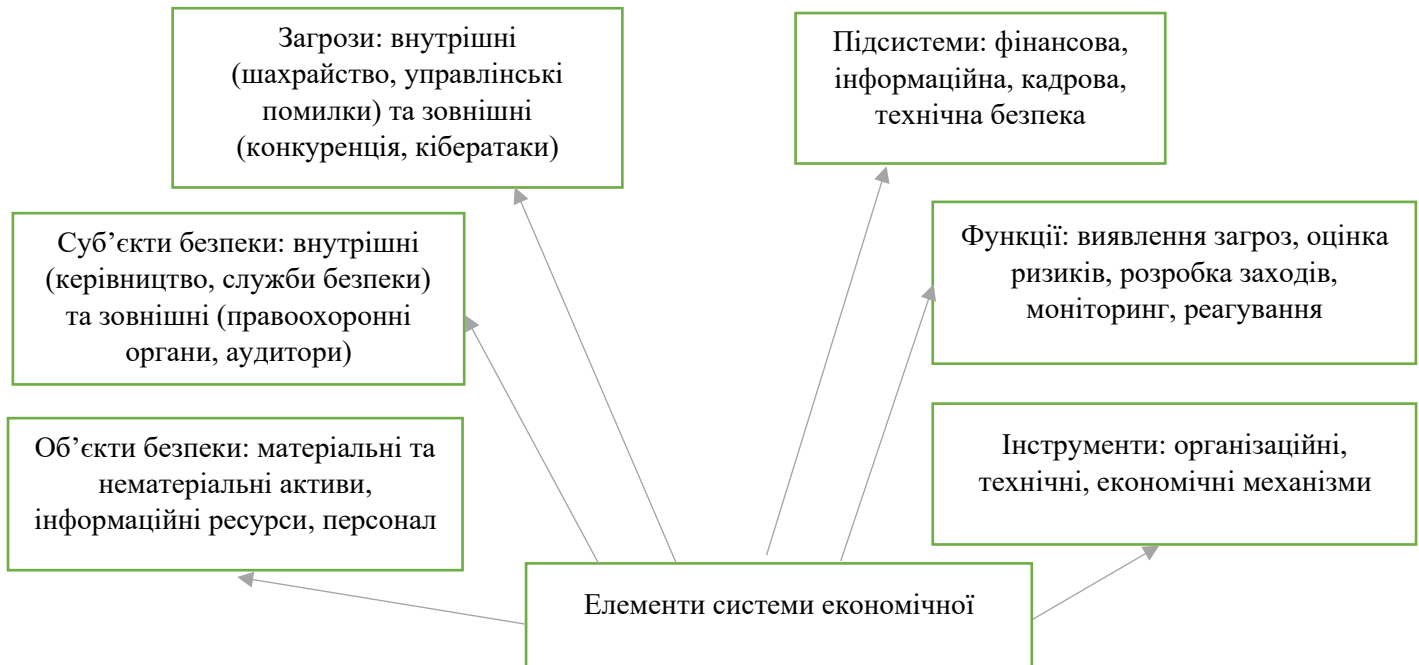 Загрози: внутрішні
(шахрайство, управлінські
помилки) та зовнішні
(конкуренція, кібератаки)
Підсистеми: фінансова,
інформаційна, кадрова,
технічна безпека
Суб’єкти безпеки: внутрішні
(керівництво, служби безпеки)
та зовнішні (правоохоронні
органи, аудитори)
Функції: виявлення загроз, оцінка
ризиків, розробка заходів,
моніторинг, реагування
Об’єкти безпеки: матеріальні та
нематеріальні активи,
інформаційні ресурси, персонал
Інструменти: організаційні,
технічні, економічні механізми
Елементи системи економічної